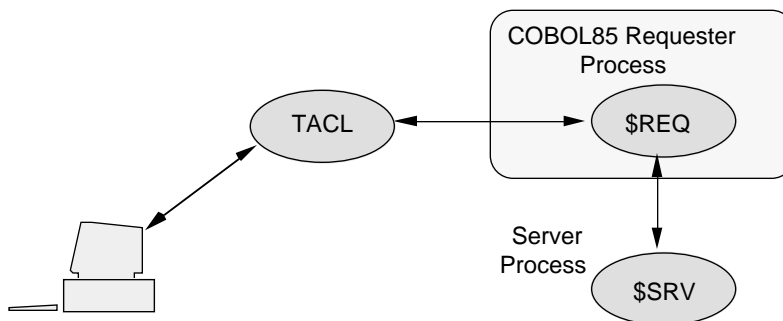 COBOL85 Requester
Process
TACL
$REQ
Server
Process
$SRV